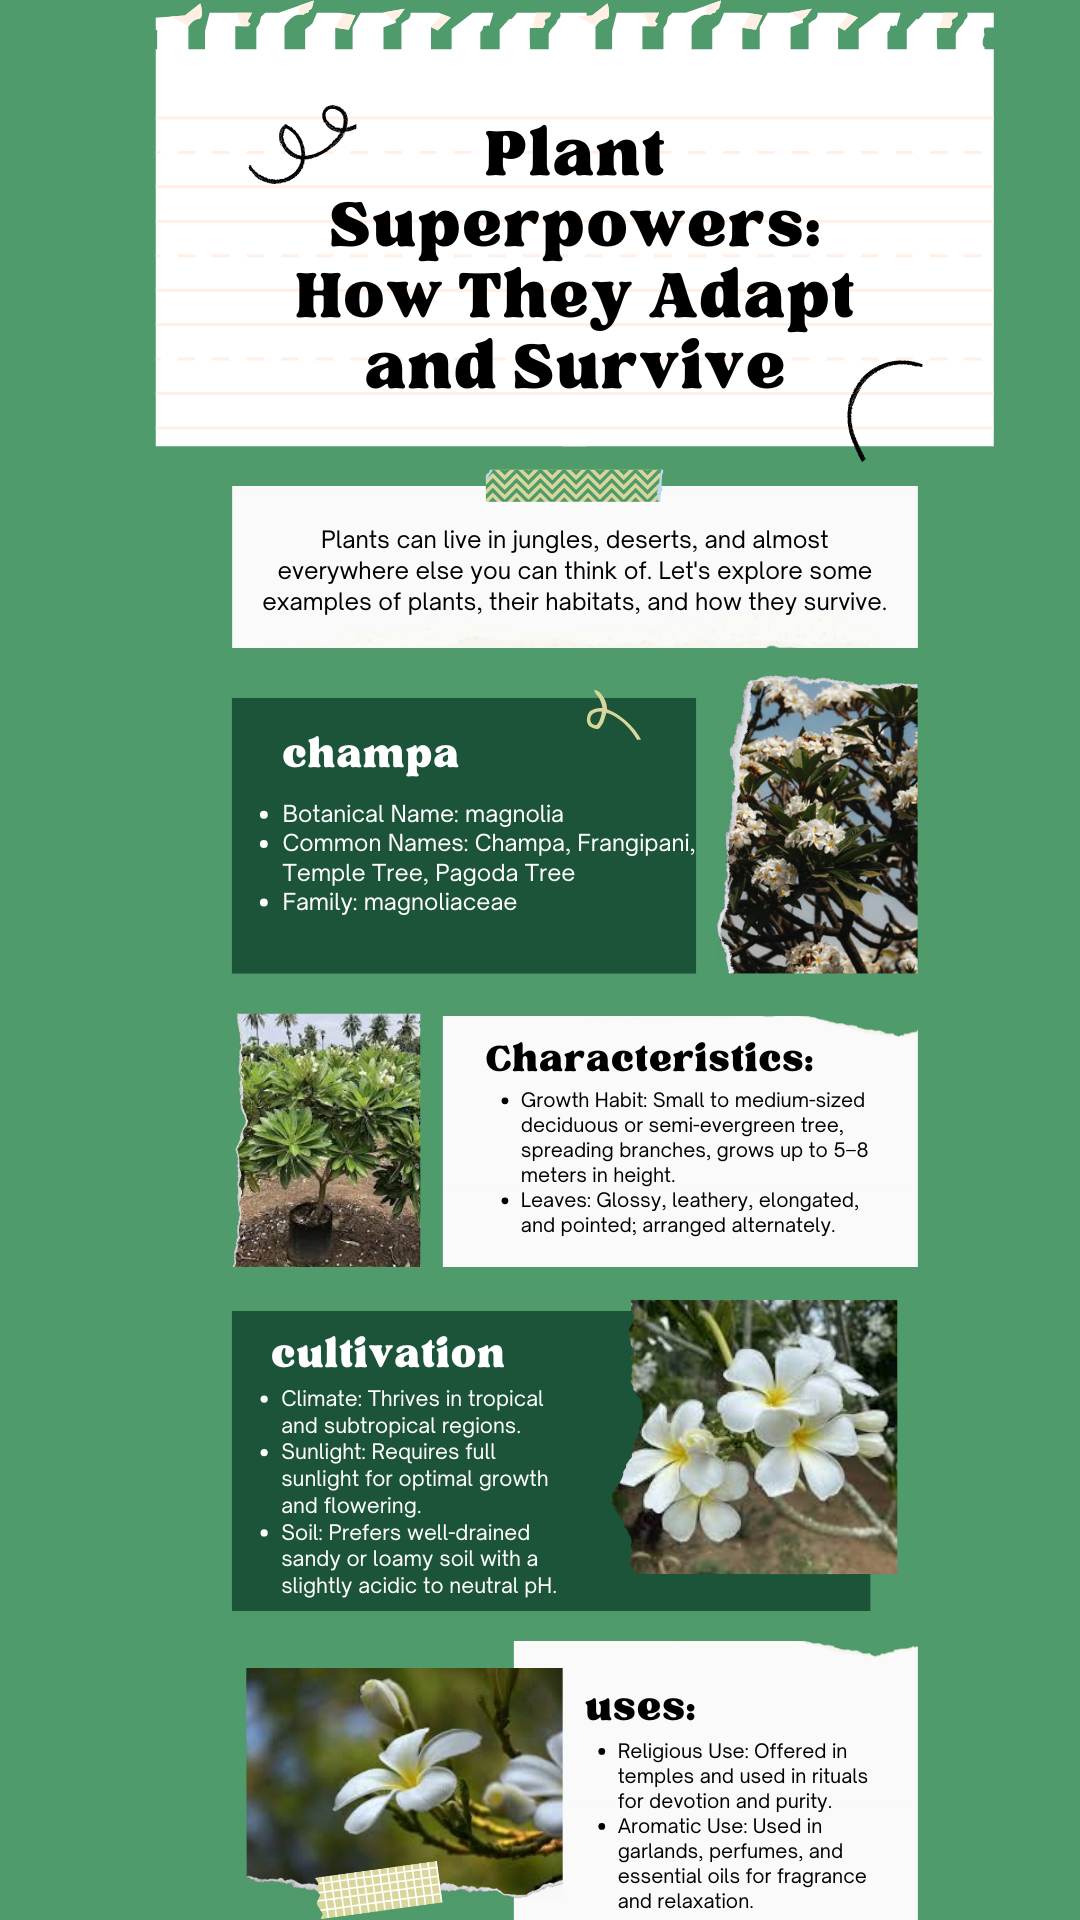 Plant
Superpowers:
How They Adapt
and Survive
Plants can live in jungles, deserts, and almost
everywhere else you can think of. Let's explore some
examples of plants, their habitats, and how they survive.
champa
• Botanical Name: magnolia
• Common Names: Champa, Frangipani,
Temple Tree, Pagoda Tree
• Family: magnoliaceae
Characteristics:
• Growth Habit: Small to medium-sized
deciduous or semi-evergreen tree,
spreading branches, grows up to 5–8
meters in height.
• Leaves: Glossy, leathery, elongated,
and pointed; arranged alternately.
cultivation
• Climate: Thrives in tropical
and subtropical regions.
• Sunlight: Requires full
sunlight for optimal growth
and flowering.
• Soil: Prefers well-drained
sandy or loamy soil with a
slightly acidic to neutral pH.
uses:
• Religious Use: Offered in
temples and used in rituals
for devotion and purity.
• Aromatic Use: Used in
garlands, perfumes, and
essential oils for fragrance
and relaxation.